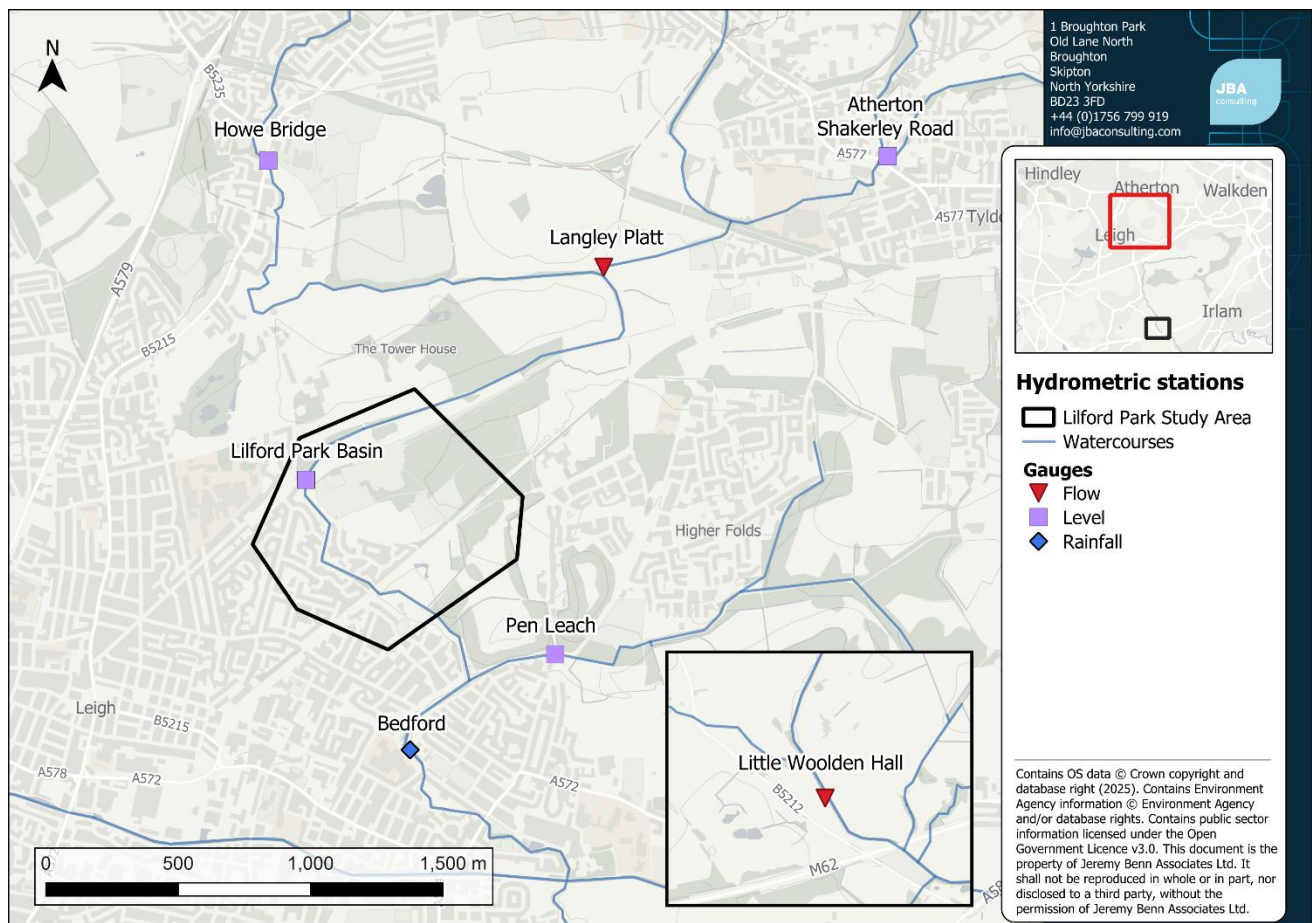 N
B5235
Howe Bridge
Atherton
Shakerley Road
A577
A577 Tylde
Langley Platt
A579
B5215
The Tower House
Lilford Park Basin
Higher Folds
Pen Leach
Leigh
B5215
Bedford
A578
A572
A572
0 500 1,000 1,500 m
Little Woolden Hall
B5212
M62
1 Broughton Park
Old Lane North
Broughton
Skipton
North Yorkshire
BD23 3FD
+44 (0)1756 799 919
info@jbaconsulting.com
JBA
consulting
Hindley
Atherton
Walkden
Leigh
Irlam
Hydrometric stations
Lilford Park Study Area
Watercourses
Gauges
Flow
Level
Rainfall
Contains OS data © Crown copyright and
database right (2025). Contains Environment
Agency information © Environment Agency
and/or database rights. Contains public sector
information licensed under the Open
Government Licence v3.0. This document is the
property of Jeremy Benn Associates Ltd. It
shall not be reproduced in whole or in part, nor
disclosed to a third party, without the
permission of Jeremy Benn Associates Ltd.